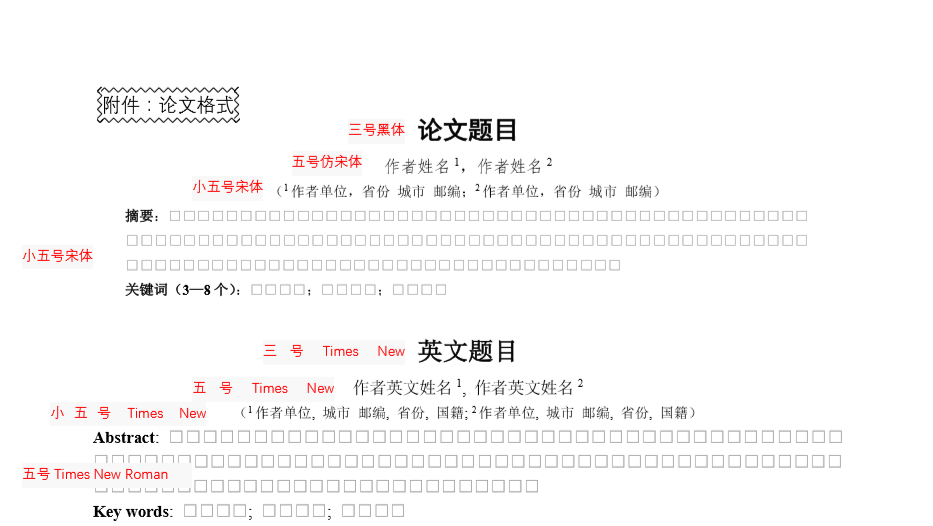 附件：论文格式
三号黑体 论文题目
五号仿宋体 作者姓名1，作者姓名2
小五号宋体 （1作者单位，省份 城市 邮编；2作者单位，省份 城市 邮编）
摘要：□□□□□□□□□□□□□□□□□□□□□□□□□□□□□□□□□□□□□□□□□□□□□
□□□□□□□□□□□□□□□□□□□□□□□□□□□□□□□□□□□□□□□□□□□□□□□□
小五号宋体
□□□□□□□□□□□□□□□□□□□□□□□□□□□□□□□□□□□
关键词（3—8个）：□□□□；□□□□；□□□□
三 号 Times New 英文题目
五 号 Times New 作者英文姓名1, 作者英文姓名2
小 五 号 Times New （1作者单位, 城市 邮编, 省份, 国籍; 2作者单位, 城市 邮编, 省份, 国籍）
Abstract: □□□□□□□□□□□□□□□□□□□□□□□□□□□□□□□□□□□□□□□□
□□□□□□□□□□□□□□□□□□□□□□□□□□□□□□□□□□□□□□□□□□□□
五号 Times New Roman □□□□□□□□□□□□□□□□□□□□□□□□□□
Key words: □□□□; □□□□; □□□□